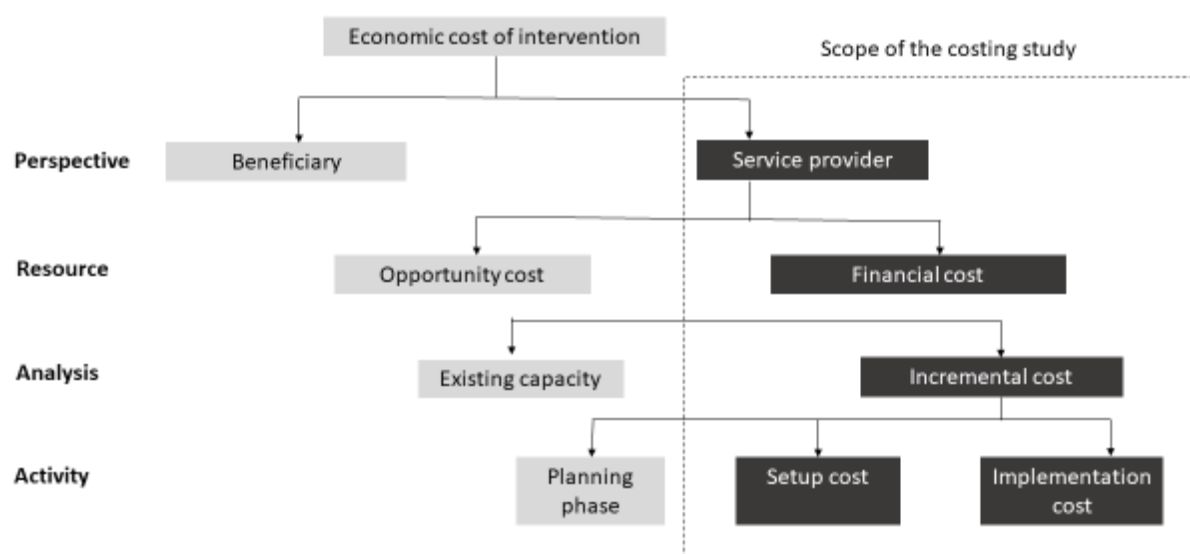 Economic cost of intervention
Scope of the costing study
Perspective
Beneficiary
Service provider
Resource
Opportunity cost
Financial cost
Analysis
Existing capacity
Incremental cost
Activity
Planning
phase
Setup cost
Implementation
cost